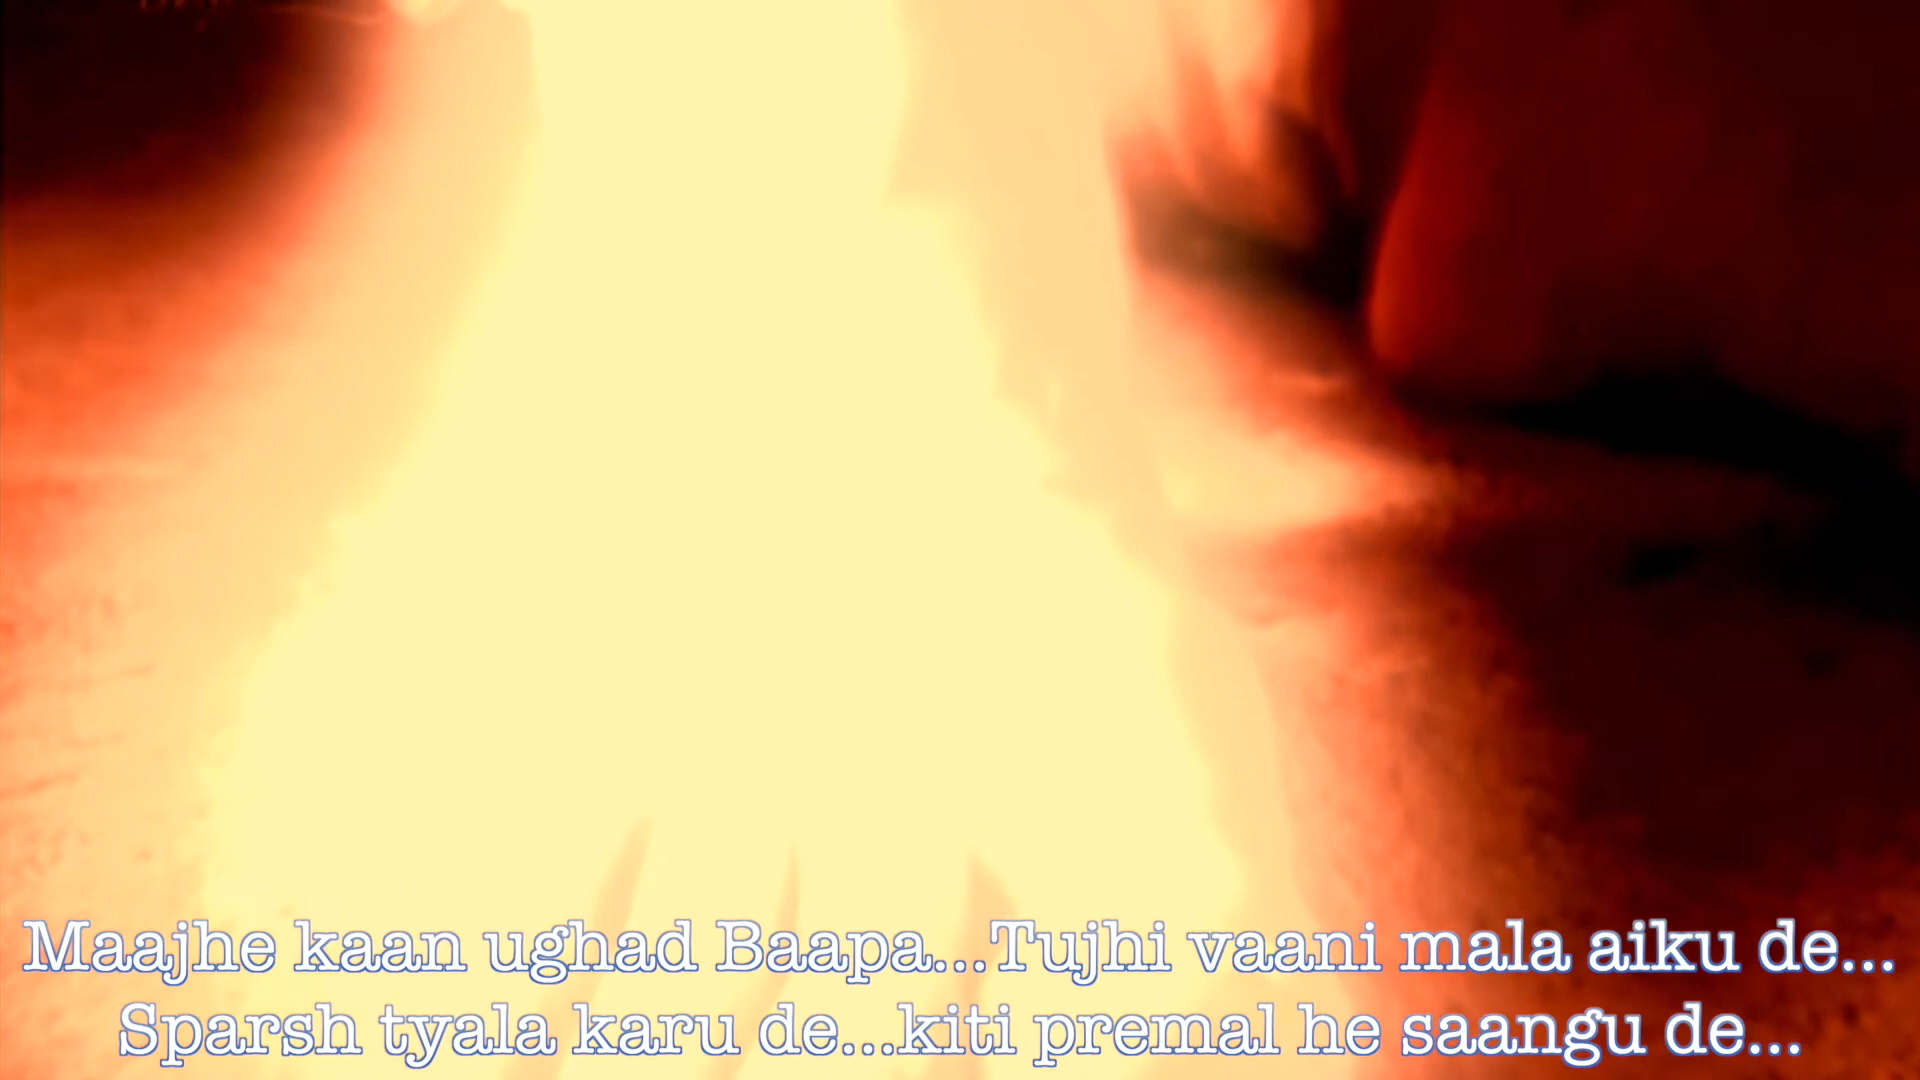 Maajhe kaan ughad Baapa...Tujhi vaani mala aiku de...
Sparsh tyala karu de...kiti premal he saangu de...